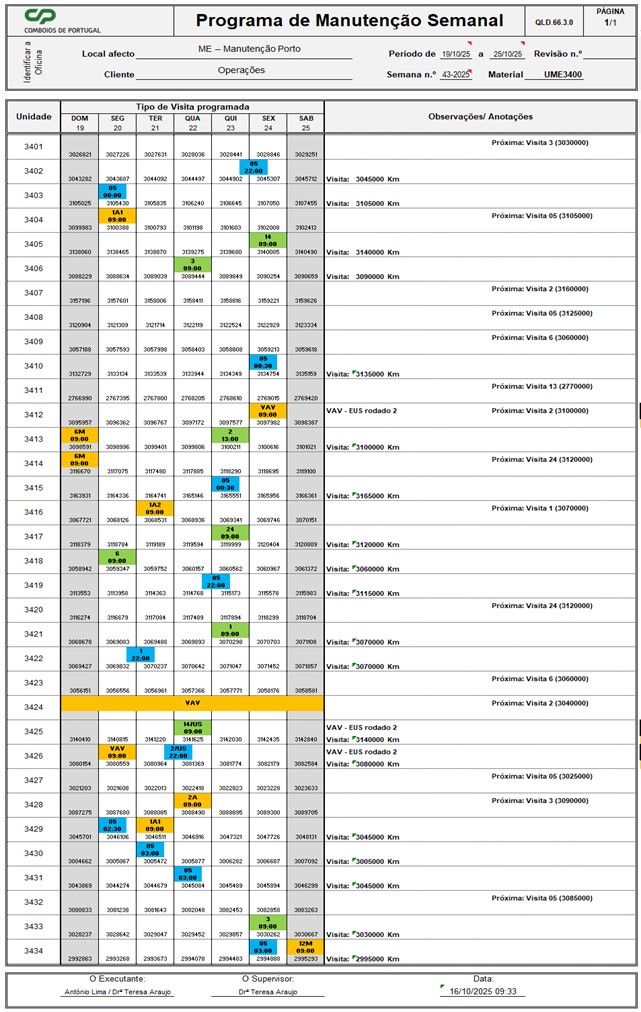 CP
COMBOIOS DE PORTUGAL
Programa de Manutenção Semanal
QLD.66.3.0
PÁGINA
1/1
Identificar a Oficina
Local afecto ME – Manutenção Porto
Período de 19/10/25 a 25/10/25 Revisão n.º
Cliente Operações
Semana n.º 43-2025 Material UME3400
Unidade Tipo de Visita programada Observações/ Anotações
DOM SEG TER QUA QUI SEX SAB
19 20 21 22 23 24 25
3401 Próxima: Visita 3 (3030000)
3026821 3027226 3027631 3028036 3028441 3028846 3029251
3402 05 22:00
3043282 3043687 3044092 3044497 3044902 3045307 3045712 Visita: 3045000 Km
3403 05 00:00
3105025 3105430 3105835 3106240 3106645 3107050 3107455 Visita: 3105000 Km
3404 1A1 09:00 Próxima: Visita 05 (3105000)
3099983 3100388 3100793 3101198 3101603 3102008 3102413
3405 14 09:00
3138060 3138465 3138870 3139275 3139680 3140085 3140490 Visita: 3140000 Km
3406 3 09:00
3088229 3088634 3089039 3089444 3089849 3090254 3090659 Visita: 3090000 Km
3407 Próxima: Visita 2 (3160000)
3157196 3157601 3158006 3158411 3158816 3159221 3159626
3408 Próxima: Visita 05 (3125000)
3120904 3121309 3121714 3122119 3122524 3122929 3123334
3409 Próxima: Visita 6 (3060000)
3057188 3057593 3057998 3058403 3058808 3059213 3059618
3410 05 00:30
3132729 3133134 3133539 3133944 3134349 3134754 3135159 Visita: 3135000 Km
3411 Próxima: Visita 13 (2770000)
2766990 2767395 2767800 2768205 2768610 2769015 2769420
3412 VAV 09:00 VAV - EUS rodado 2 Próxima: Visita 2 (3100000)
3095957 3096362 3096767 3097172 3097577 3097982 3098387
3413 6M 09:00 2 13:00
3098591 3098996 3099401 3099806 3100211 3100616 3101021 Visita: 3100000 Km
3414 6M 09:00 Próxima: Visita 24 (3120000)
3116670 3117075 3117480 3117885 3118290 3118695 3119100
3415 05 00:30
3163931 3164336 3164741 3165146 3165551 3165956 3166361 Visita: 3165000 Km
3416 1A2 09:00 Próxima: Visita 1 (3070000)
3067721 3068126 3068531 3068936 3069341 3069746 3070151
3417 24 09:00
3118379 3118784 3119189 3119594 3119999 3120404 3120809 Visita: 3120000 Km
3418 6 09:00
3058942 3059347 3059752 3060157 3060562 3060967 3061372 Visita: 3060000 Km
3419 05 22:00
3113553 3113958 3114363 3114768 3115173 3115578 3115983 Visita: 3115000 Km
3420 Próxima: Visita 24 (3120000)
3116274 3116679 3117084 3117489 3117894 3118299 3118704
3421 1 09:00
3068678 3069083 3069488 3069893 3070298 3070703 3071108 Visita: 3070000 Km
3422 1 22:00
3069427 3069832 3070237 3070642 3071047 3071452 3071857 Visita: 3070000 Km
3423 Próxima: Visita 6 (3060000)
3056151 3056556 3056961 3057366 3057771 3058176 3058581
3424 VAV Próxima: Visita 2 (3040000)
3425 14/US 09:00 VAV - EUS rodado 2
3140410 3140815 3141220 3141625 3142030 3142435 3142840 Visita: 3140000 Km
3426 VAV 09:00 2/US 22:00 VAV - EUS rodado 2
3080154 3080559 3080964 3081369 3081774 3082179 3082584 Visita: 3080000 Km
3427 Próxima: Visita 05 (3025000)
3021203 3021608 3022013 3022418 3022823 3023228 3023633
3428 2A 09:00 Próxima: Visita 3 (3090000)
3087275 3087680 3088085 3088490 3088895 3089300 3089705
3429 05 02:30 1A1 09:00
3045701 3046106 3046511 3046916 3047321 3047726 3048131 Visita: 3045000 Km
3430 05 03:00
3004662 3005067 3005472 3005877 3006282 3006687 3007092 Visita: 3005000 Km
3431 05 03:00
3043869 3044274 3044679 3045084 3045489 3045894 3046299 Visita: 3045000 Km
3432 Próxima: Visita 05 (3085000)
3080833 3081238 3081643 3082048 3082453 3082858 3083263
3433 3 09:00
3028237 3028642 3029047 3029452 3029857 3030262 3030667 Visita: 3030000 Km
3434 05 03:00 12M 09:00
2992863 2993268 2993673 2994078 2994483 2994888 2995293 Visita: 2995000 Km
O Executante: O Supervisor: Data:
António Lima / Drª Teresa Araujo Drª Teresa Araujo 16/10/2025 09:33